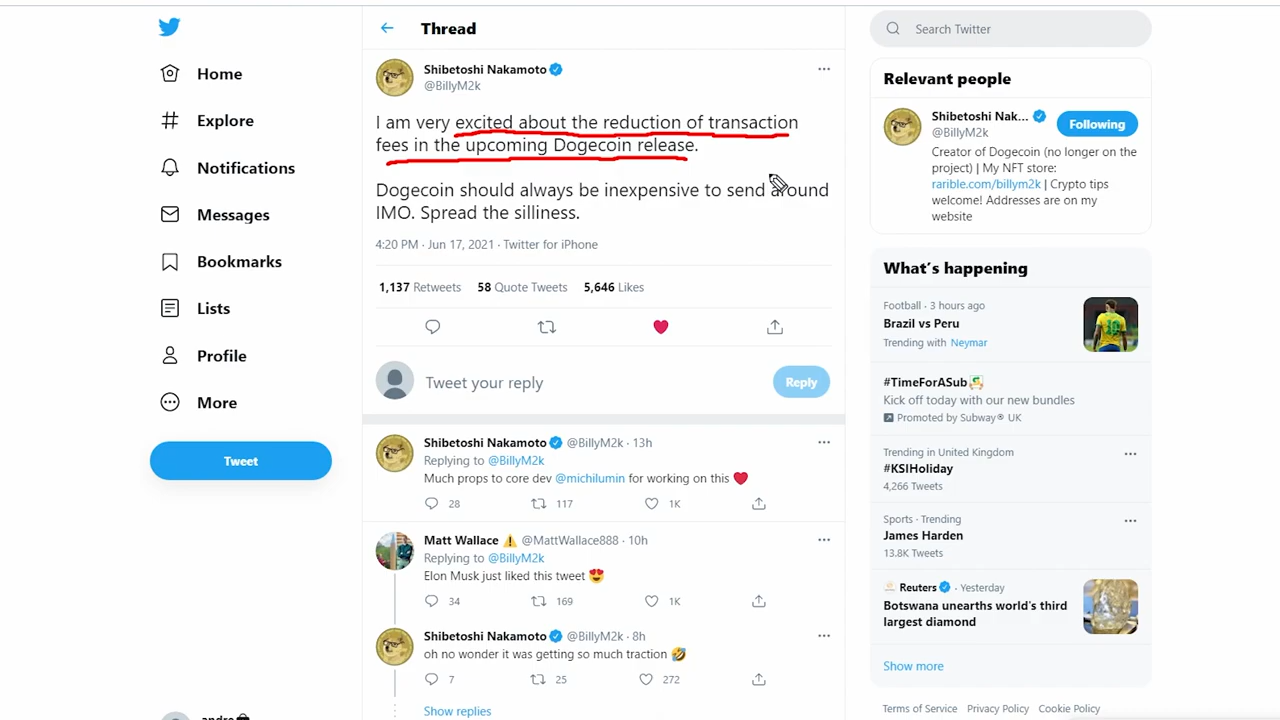 Home
Explore
Notifications
Messages
Bookmarks
Lists
Profile
More
Tweet
Thread
Shibetoshi Nakamoto
@BillyM2k
I am very excited about the reduction of transaction
fees in the upcoming Dogecoin release.
Dogecoin should always be inexpensive to send around
IMO. Spread the silliness.
4:20 PM · Jun 17, 2021 · Twitter for iPhone
1,137 Retweets 58 Quote Tweets 5,646 Likes
Tweet your reply
Reply
Shibetoshi Nakamoto @BillyM2k · 13h
Replying to @BillyM2k
Much props to core dev @michilumin for working on this ❤️
28 117 1K
Matt Wallace ⚠️ @MattWallace888 · 10h
Replying to @BillyM2k
Elon Musk just liked this tweet 😍
34 169 1K
Shibetoshi Nakamoto @BillyM2k · 8h
oh no wonder it was getting so much traction 🤣
7 25 272
Show replies
Search Twitter
Relevant people
Shibetoshi Nak...
@BillyM2k
Following
Creator of Dogecoin (no longer on the
project) | My NFT store:
rarible.com/billym2k | Crypto tips
welcome! Addresses are on my
website
What's happening
Football · 3 hours ago
Brazil vs Peru
Trending with Neymar
10
#TimeForASub
Kick off today with our new bundles
Promoted by Subway® UK
Trending in United Kingdom
#KSIHoliday
4,266 Tweets
Sports · Trending
James Harden
13.8K Tweets
Reuters · Yesterday
Botswana unearths world's third
largest diamond
Show more
Terms of Service Privacy Policy Cookie Policy